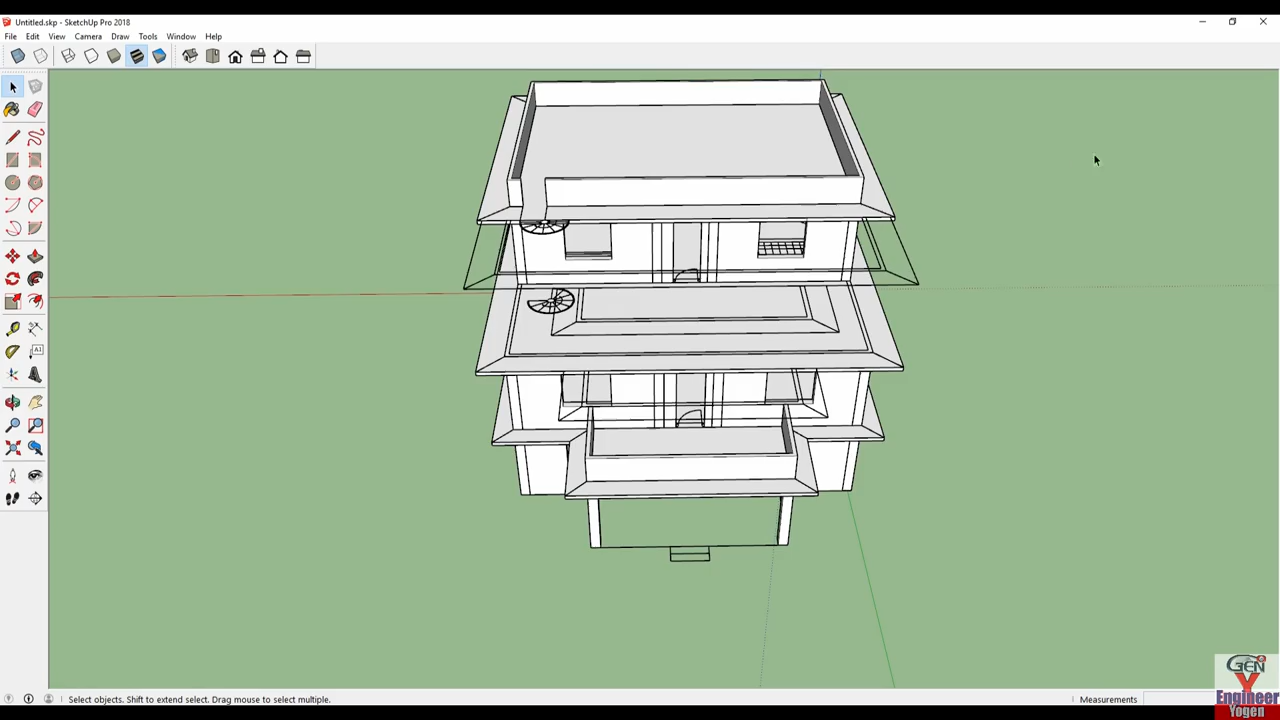 Untitled.skp - SketchUp Pro 2018
File Edit View Camera Draw Tools Window Help
Select objects. Shift to extend select. Drag mouse to select multiple.
Measurements
GEN
Y
Engineer
Yogen